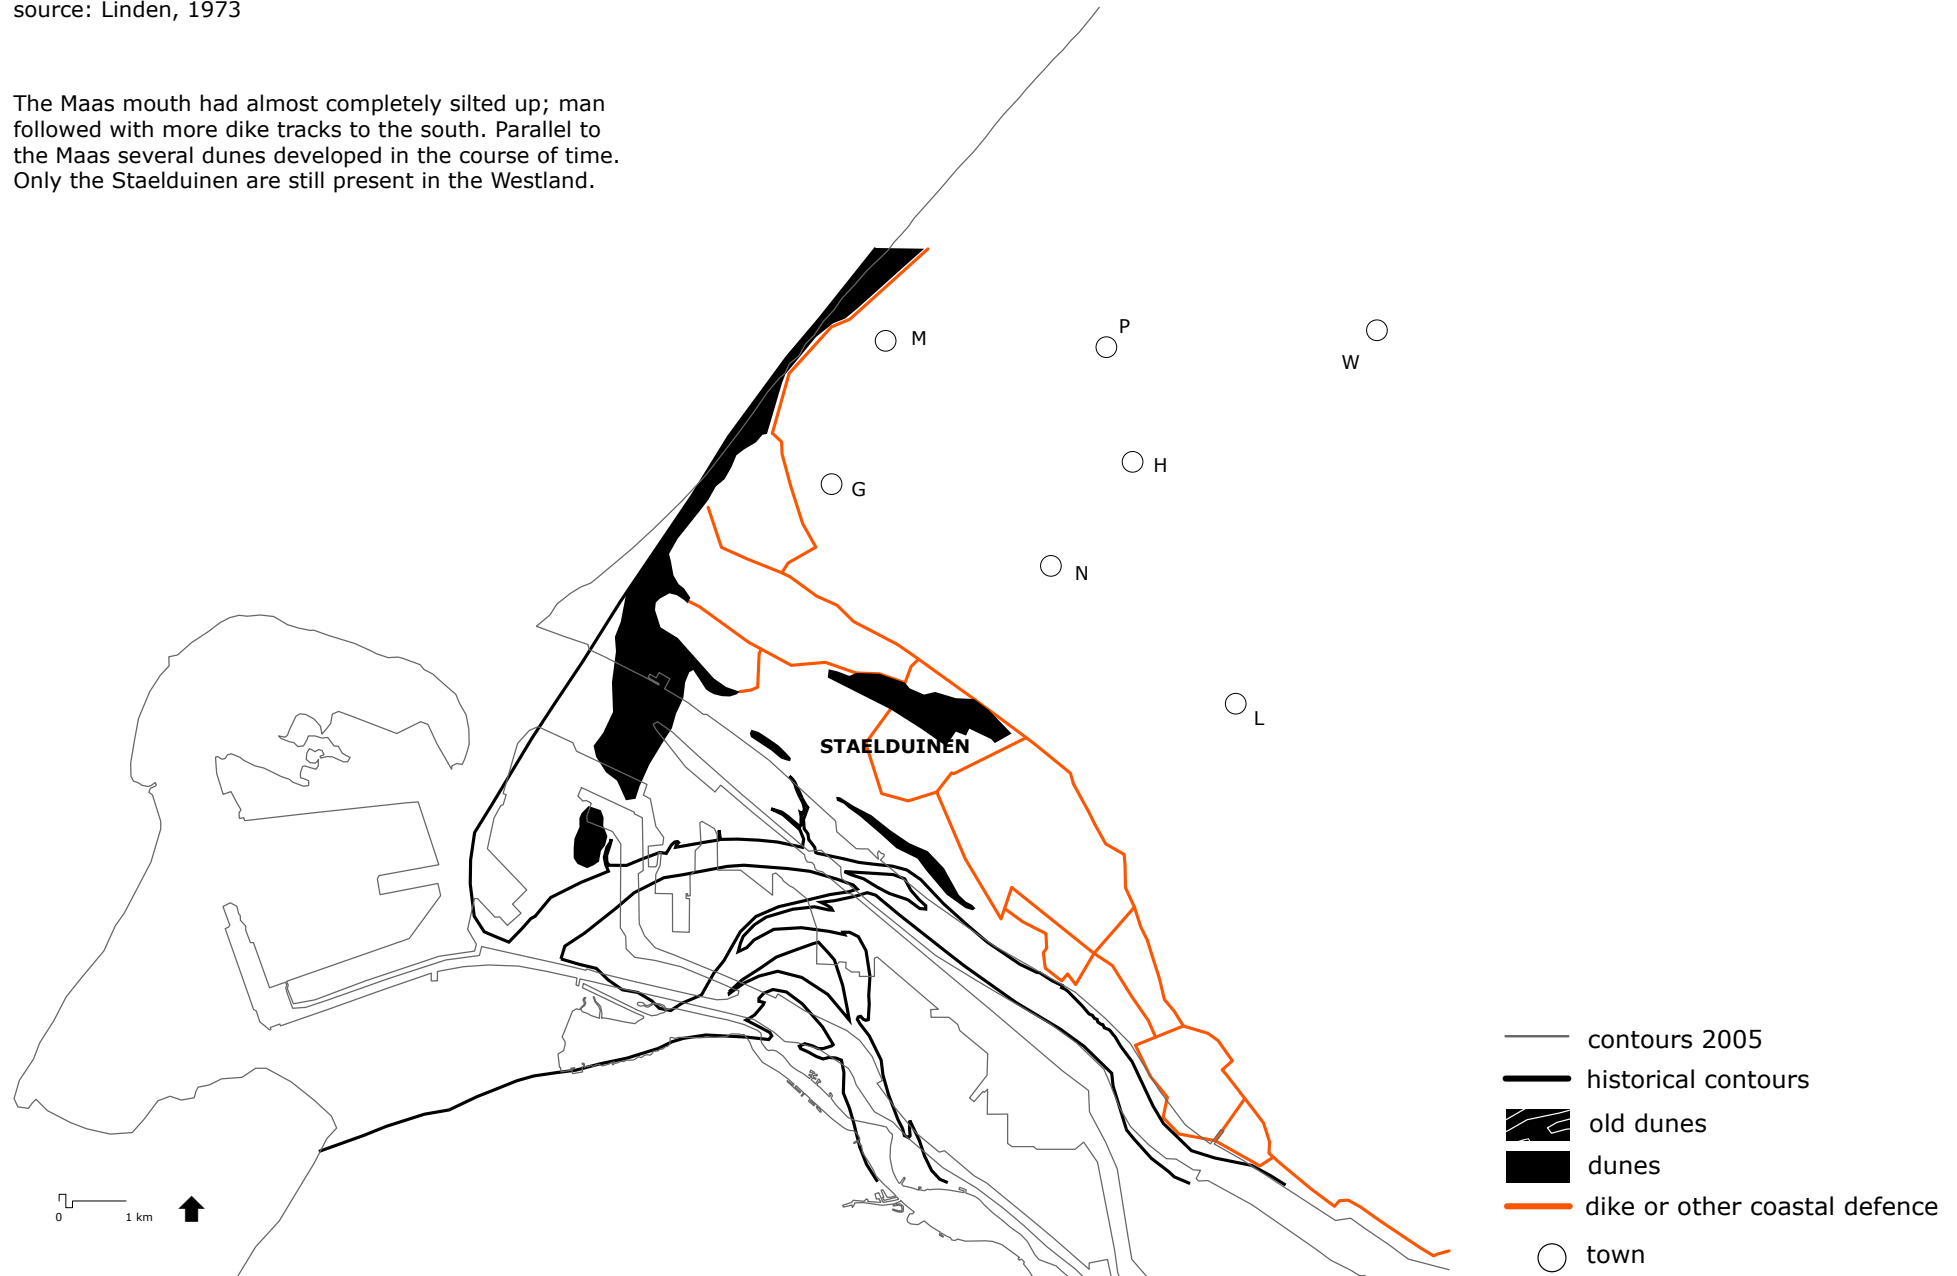 source: Linden, 1973
The Maas mouth had almost completely silted up; man
followed with more dike tracks to the south. Parallel to
the Maas several dunes developed in the course of time.
Only the Staelduinen are still present in the Westland.
M
P
W
G
H
N
L
STAELDUINEN
contours 2005
historical contours
old dunes
dunes
dike or other coastal defence
town
0 1 km